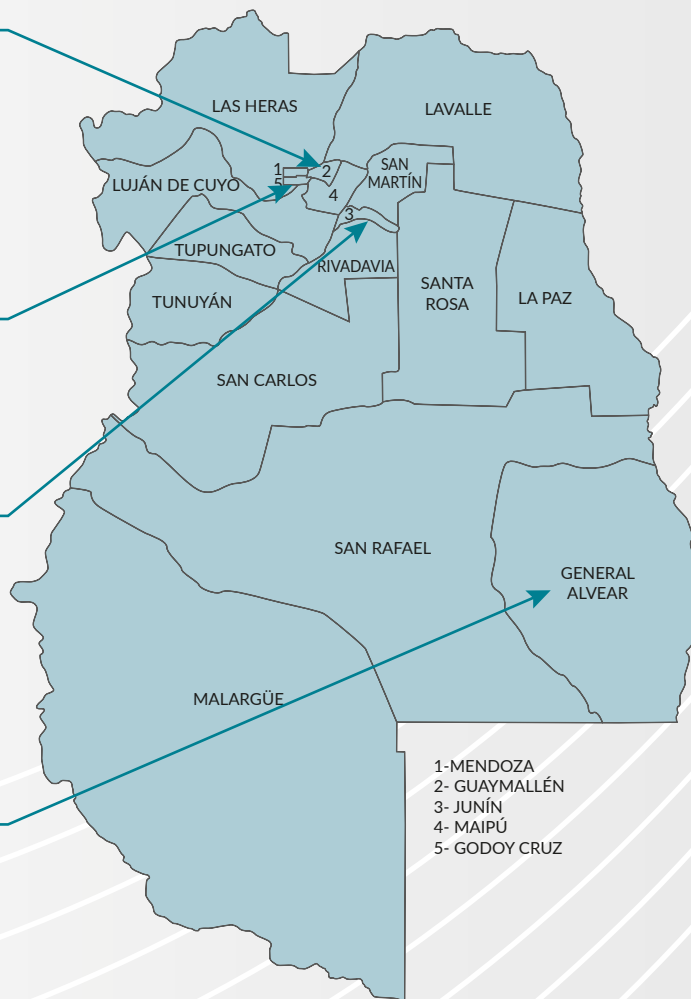 LAS HERAS
LAVALLE
1
2
SAN
MARTÍN
5
LUJÁN DE CUYO
4
3
TUPUNGATO
RIVADAVIA
SANTA
ROSA
LA PAZ
TUNUYÁN
SAN CARLOS
SAN RAFAEL
GENERAL
ALVEAR
MALARGÜE
1-MENDOZA
2- GUAYMALLÉN
3- JUNÍN
4- MAIPÚ
5- GODOY CRUZ